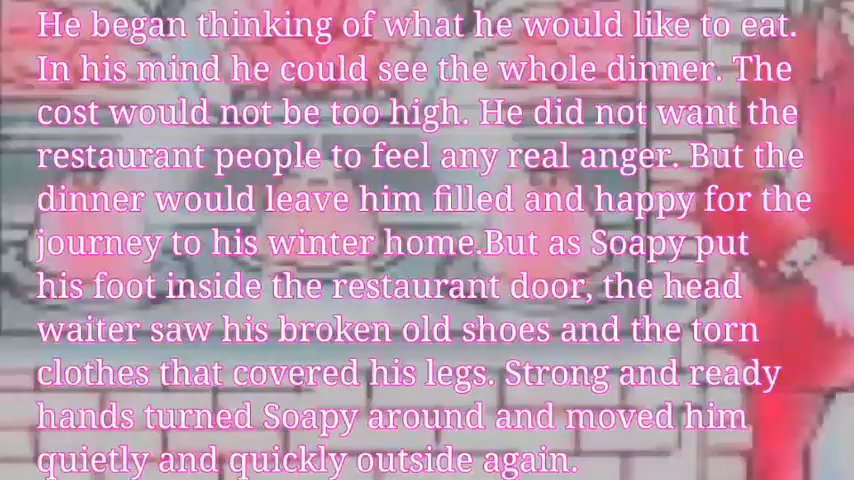 He began thinking of what he would like to eat.
In his mind he could see the whole dinner. The
cost would not be too high. He did not want the
restaurant people to feel any real anger. But the
dinner would leave him filled and happy for the
journey to his winter home.But as Soapy put
his foot inside the restaurant door, the head
waiter saw his broken old shoes and the torn
clothes that covered his legs. Strong and ready
hands turned Soapy around and moved him
quietly and quickly outside again.